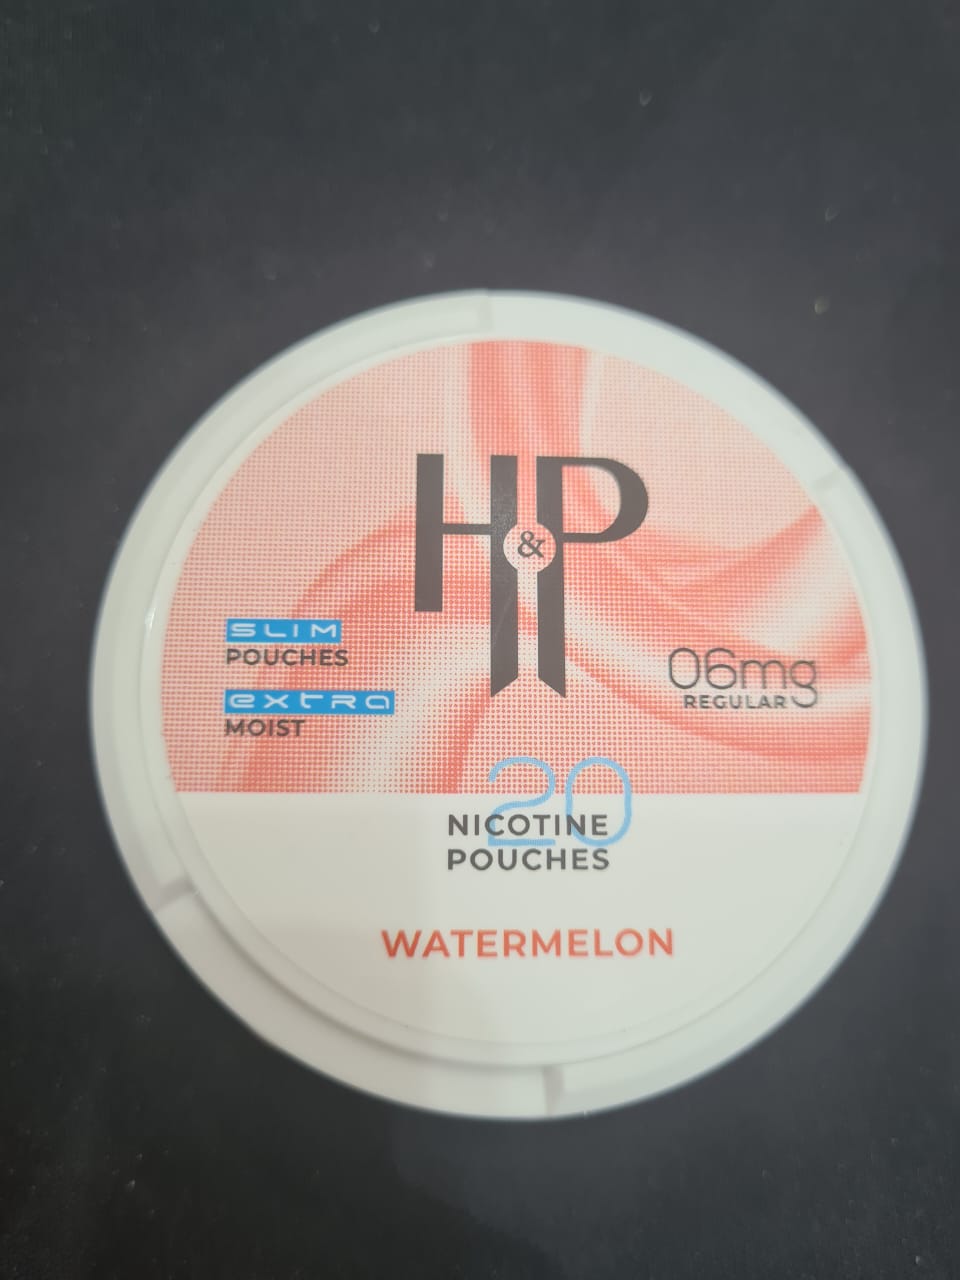 H&P
SLIM
POUCHES
extra
MOIST
06mg
REGULAR
20
NICOTINE
POUCHES
WATERMELON